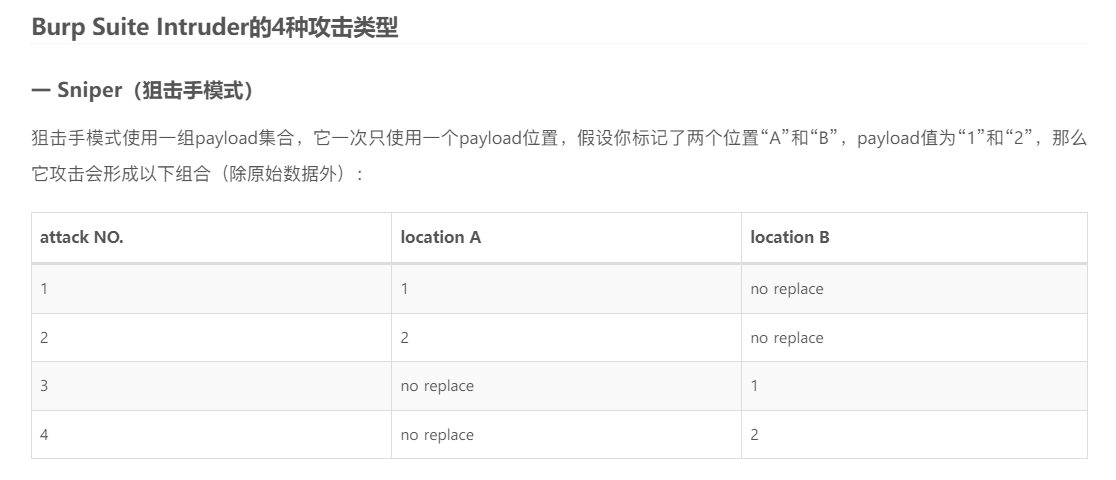 Burp Suite Intruder的4种攻击类型
一 Sniper（狙击手模式）
狙击手模式使用一组payload集合，它一次只使用一个payload位置，假设你标记了两个位置“A”和“B”，payload值为“1”和“2”，那么
它攻击会形成以下组合（除原始数据外）：
attack NO. location A location B
1 1 no replace
2 2 no replace
3 no replace 1
4 no replace 2